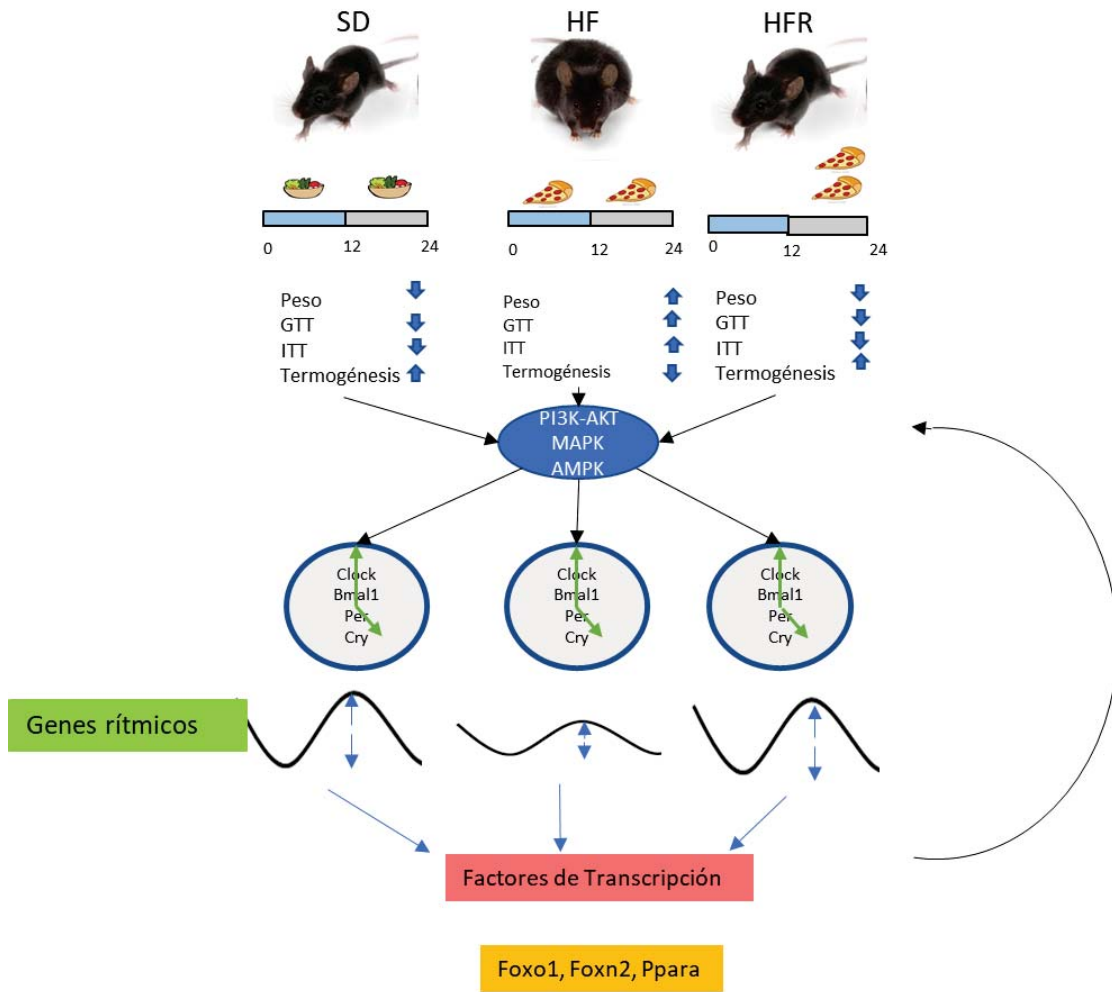 SD
HF
HFR
0 12 24
0 12 24
0 12 24
Peso
GTT
ITT
Termogénesis
Peso
GTT
ITT
Termogénesis
Peso
GTT
ITT
Termogénesis
PI3K-AKT
MAPK
AMPK
Clock
Bmal1
Per
Cry
Clock
Bmal1
Per
Cry
Clock
Bmal1
Per
Cry
Genes rítmicos
Factores de Transcripción
Foxo1, Foxn2, Ppara